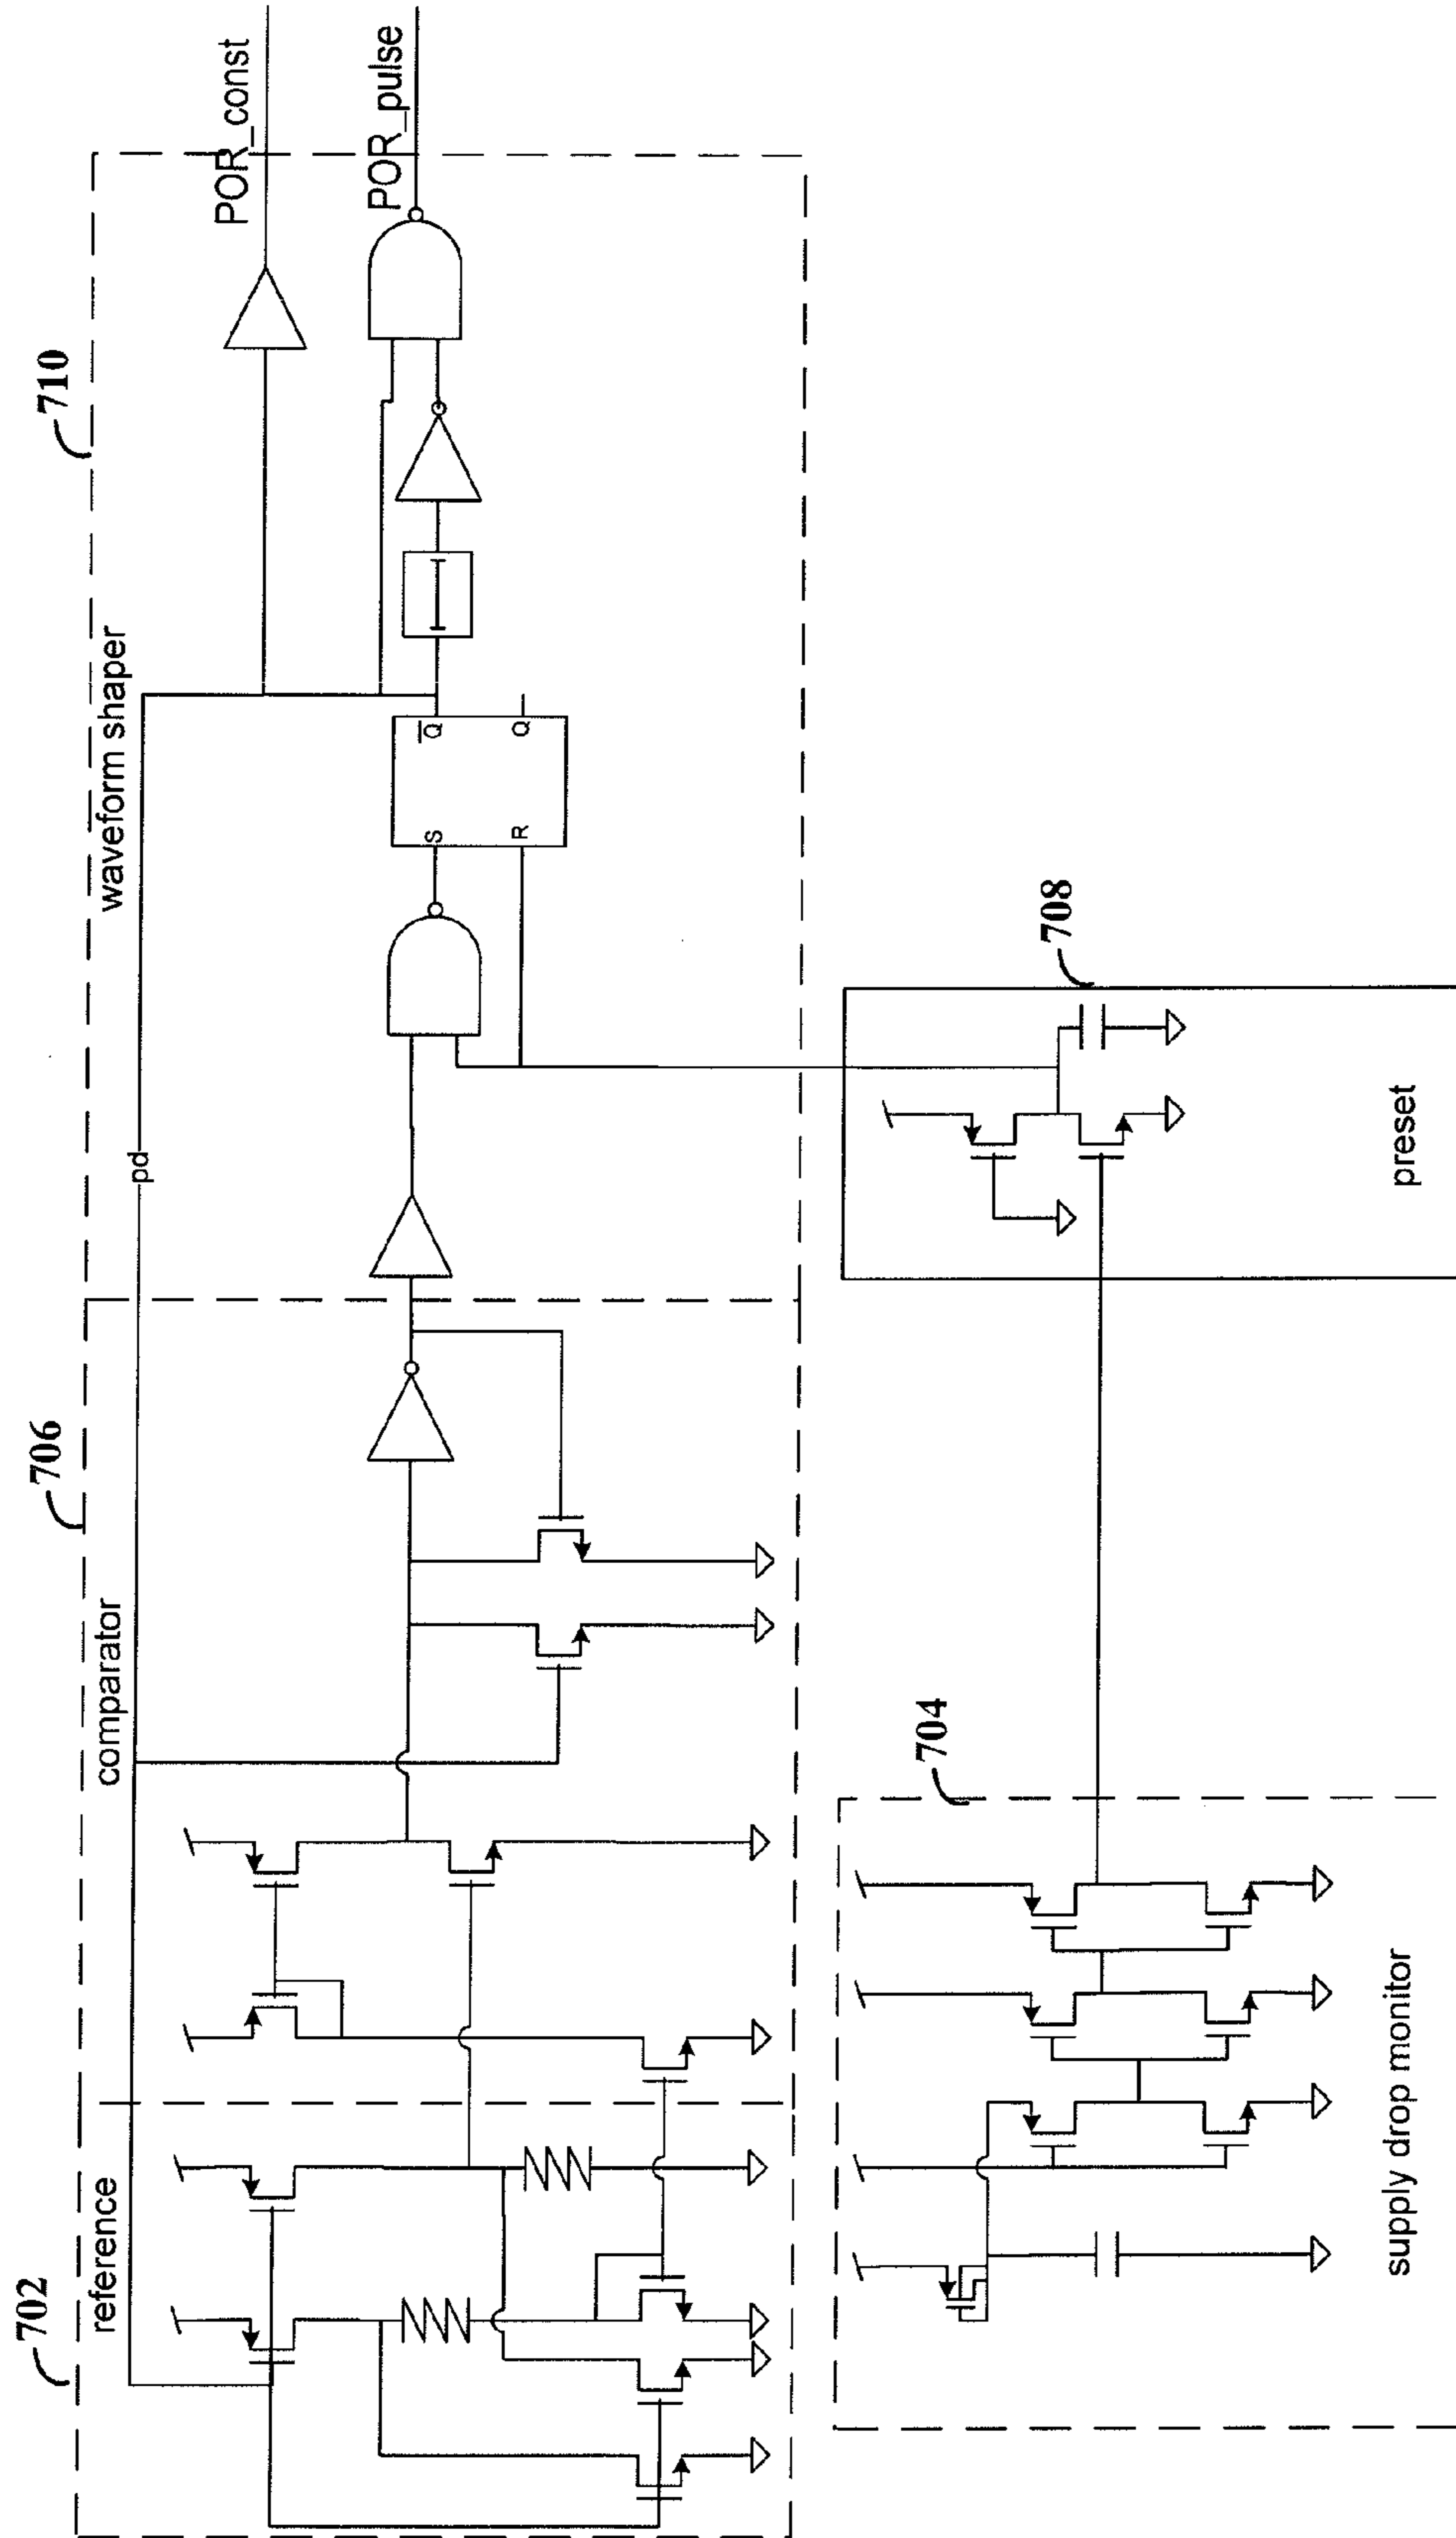 702
reference
706
comparator
pd
710
waveform shaper
S
R
Q
Q
POR_const
POR_pulse
704
supply drop monitor
708
preset